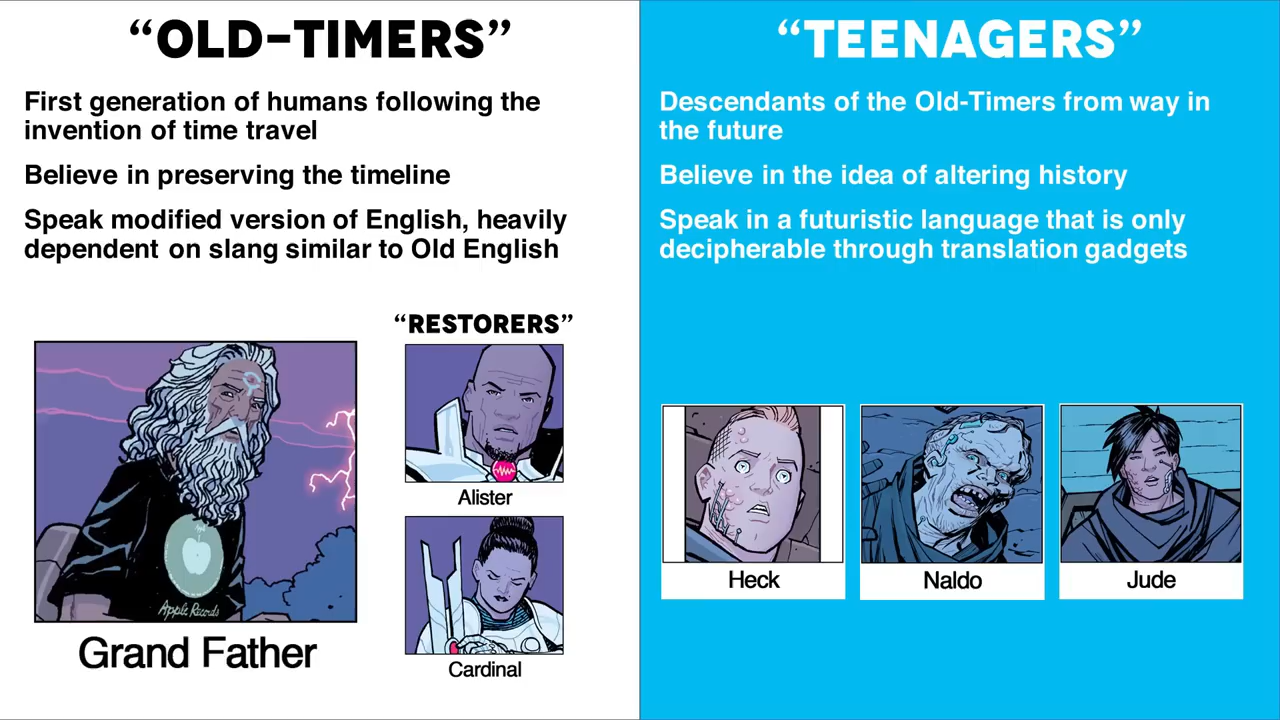 “OLD-TIMERS”
First generation of humans following the
invention of time travel
Believe in preserving the timeline
Speak modified version of English, heavily
dependent on slang similar to Old English
“RESTORERS”
Alister
Apple
Apple Records
Grand Father
Cardinal
“TEENAGERS”
Descendants of the Old-Timers from way in
the future
Believe in the idea of altering history
Speak in a futuristic language that is only
decipherable through translation gadgets
Heck
Naldo
Jude